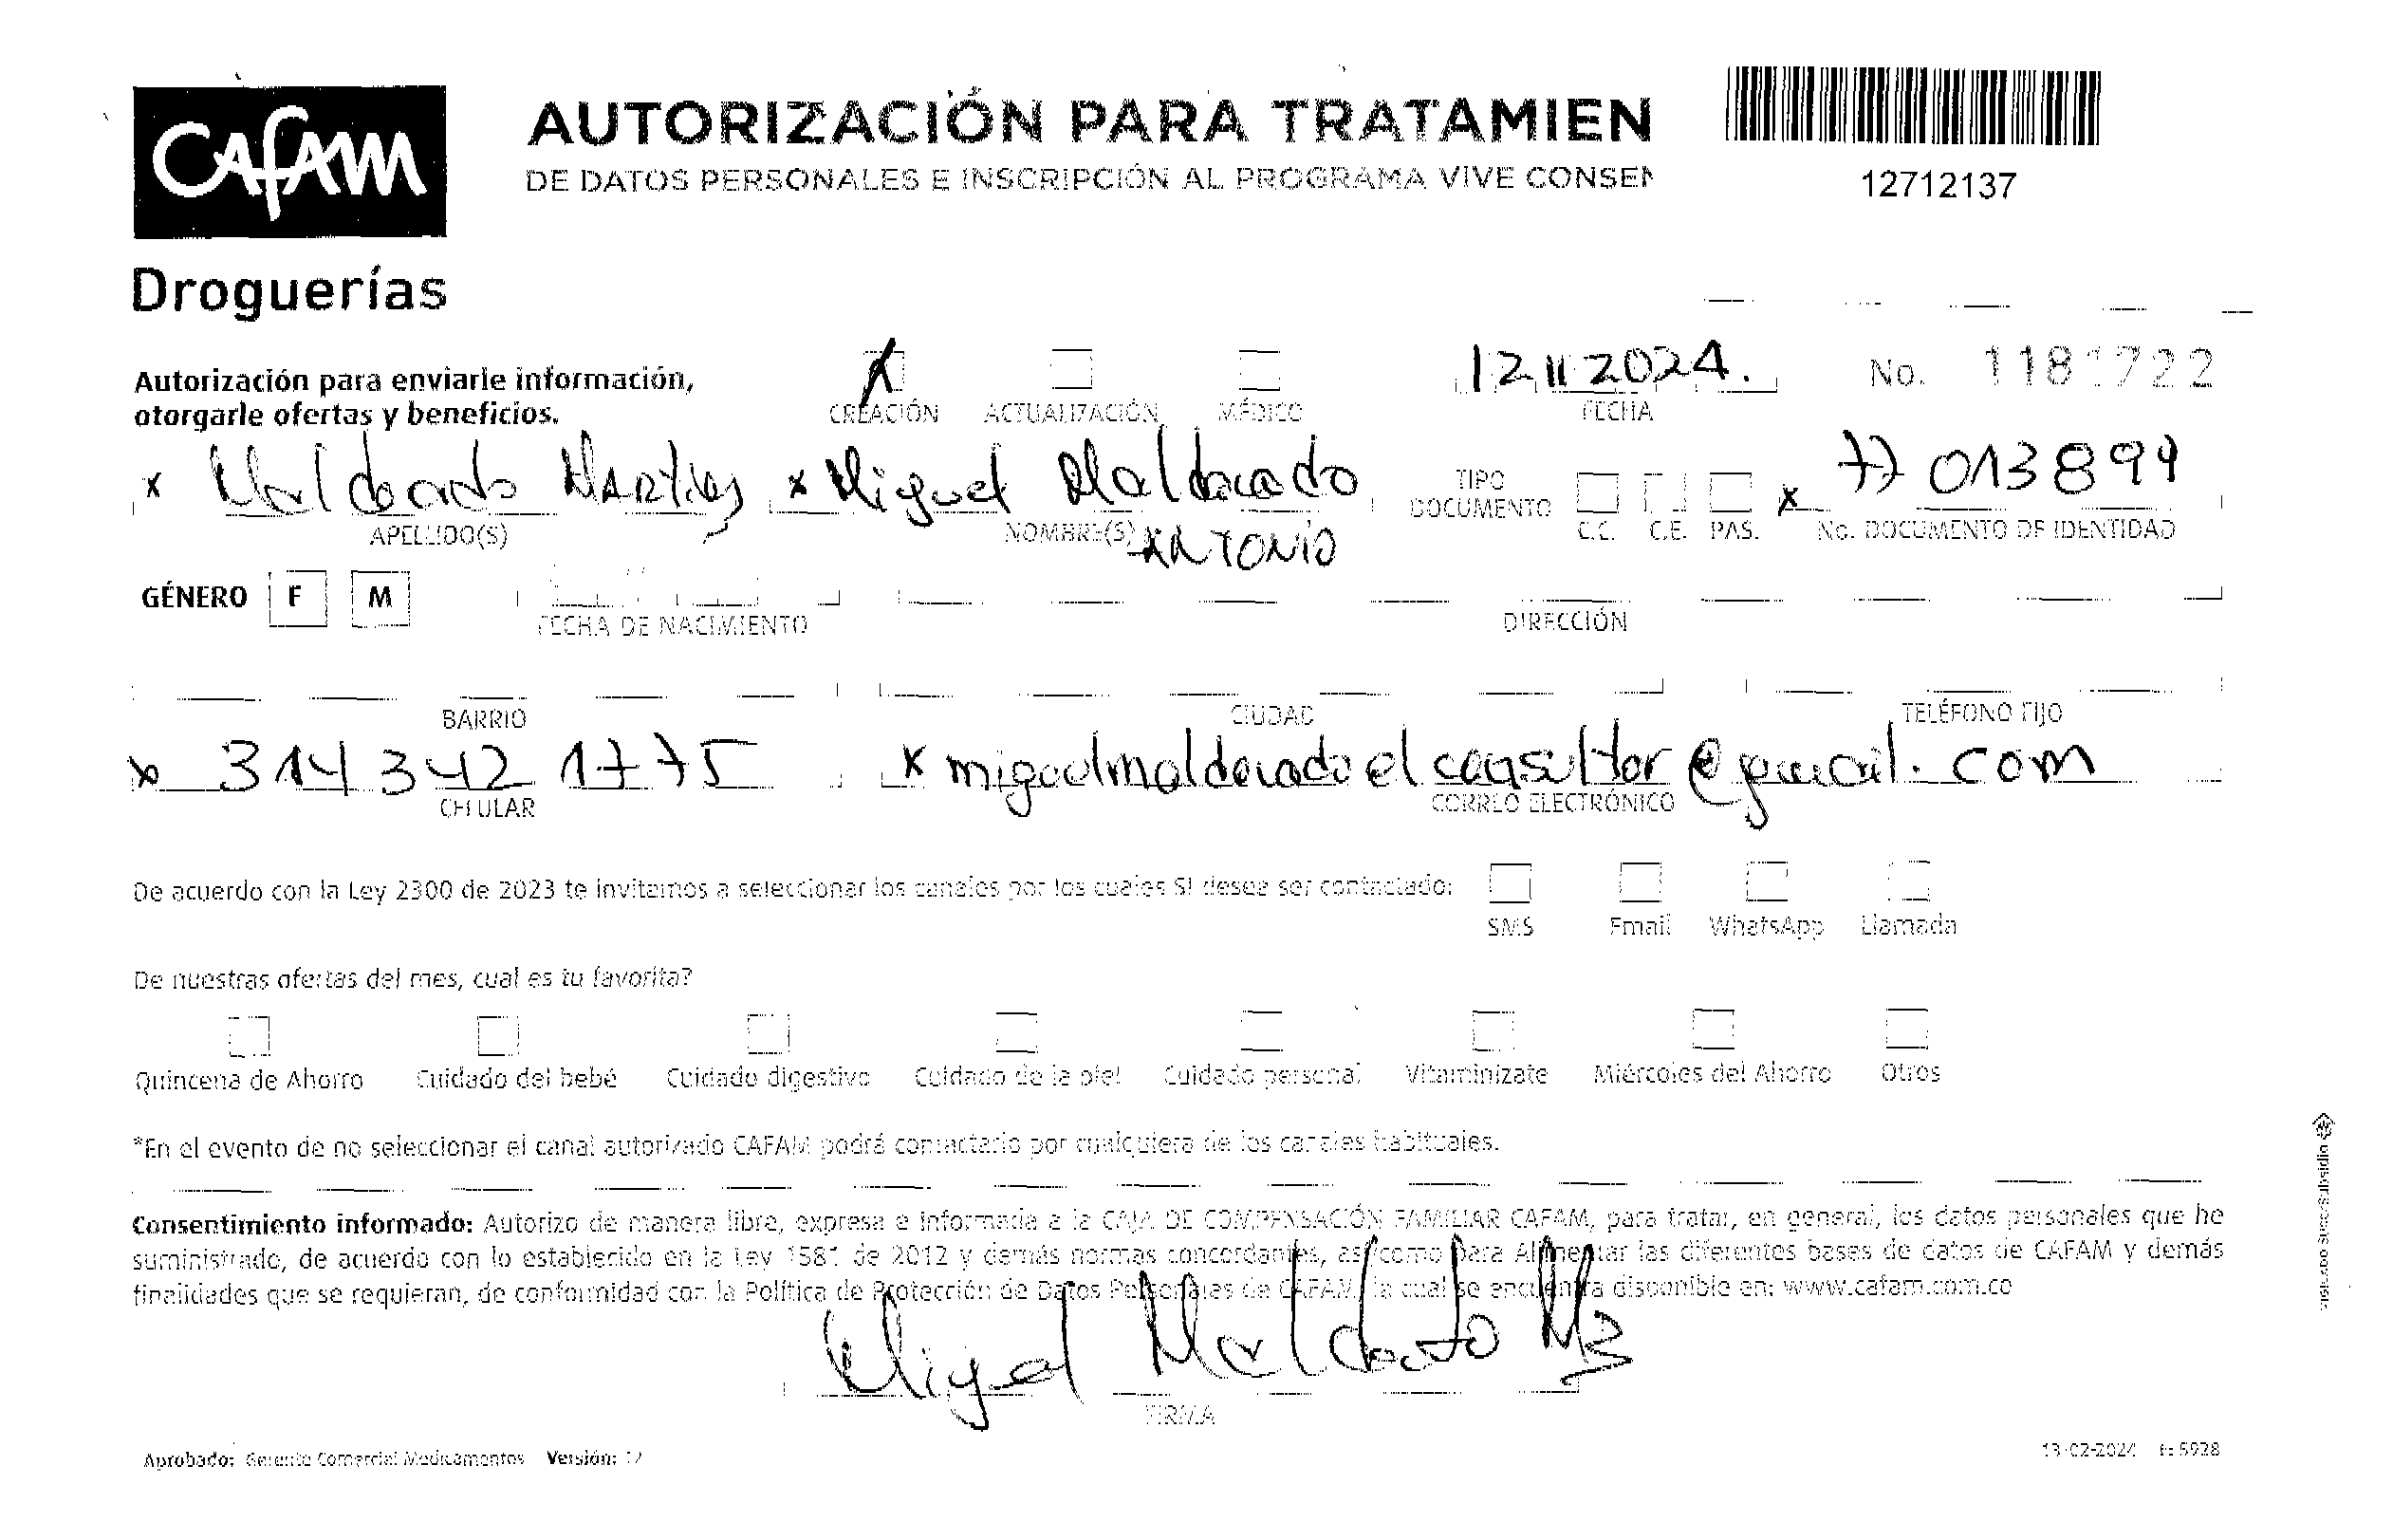 CAFAM
Droguerías
AUTORIZACIÓN PARA TRATAMIEN
DE DATOS PERSONALES E INSCRIPCIÓN AL PROGRAMA VIVE CONSEN
12712137
Autorización para enviarle información,
otorgarle ofertas y beneficios.
CREACIÓN ACTUALIZACIÓN MÉDICO
12 11 2024.
FECHA
No. 1181722
x Maldonado Martinez x Miguel Maldonado
APELLIDO(S) NOMBRE(S) ANTONIO
TIPO DOCUMENTO C.C. C.E. PAS.
x 77013899
No. DOCUMENTO DE IDENTIDAD
GÉNERO F M
FECHA DE NACIMIENTO DIRECCIÓN
BARRIO CIUDAD TELÉFONO FIJO
x 314 342 1775 x miguelmaldonadoelconsultor@gmail.com
CELULAR CORREO ELECTRÓNICO
De acuerdo con la Ley 2300 de 2023 te invitamos a seleccionar los canales por los cuales SI desea ser contactado:
SMS Email WhatsApp Llamada
De nuestras ofertas del mes, cual es tu favorita?
Quincena de Ahorro Cuidado del bebé Cuidado digestivo Cuidado de la piel Cuidado personal Vitaminízate Miércoles del Ahorro Otros
*En el evento de no seleccionar el canal autorizado CAFAM podrá contactarlo por cualquiera de los canales habituales.
Consentimiento informado: Autorizo de manera libre, expresa e informada a la CAJA DE COMPENSACIÓN FAMILIAR CAFAM, para tratar, en general, los datos personales que he
suministrado, de acuerdo con lo establecido en la Ley 1581 de 2012 y demás normas concordantes, así como para Alimentar las diferentes bases de datos de CAFAM y demás
finalidades que se requieran, de conformidad con la Política de Protección de Datos Personales de CAFAM, la cual se encuentra disponible en: www.cafam.com.co
Miguel Maldonado M
FIRMA
Aprobado: Gerente Comercial Medicamentos Versión: 12
13-02-2024 5928